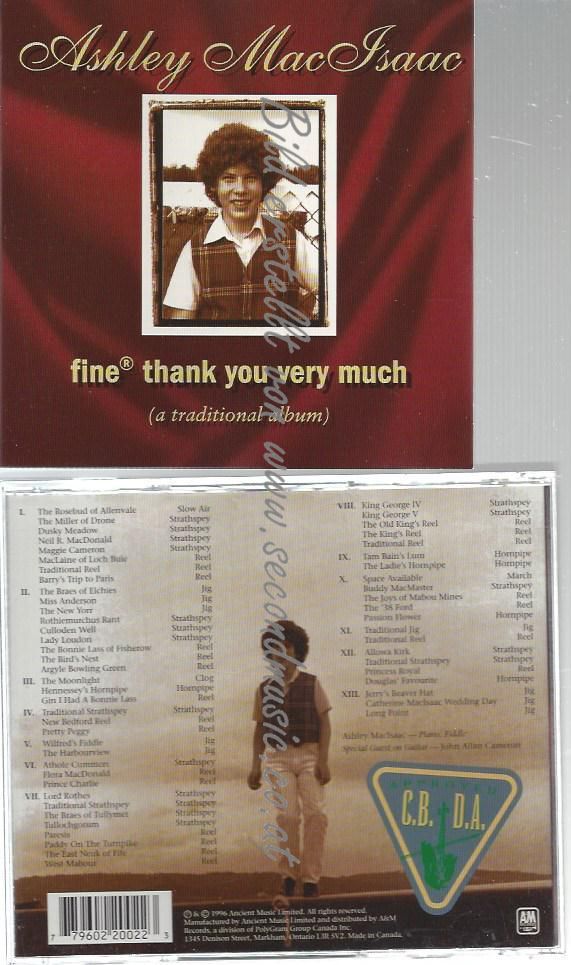 Ashley MacIsaac
fine® thank you very much
(a traditional album)
Bild erstellt von www.secondmusic.co.at
I. The Rosebud of Allenvale Slow Air
The Miller of Drone Strathspey
Dusky Meadow Strathspey
Neil R. MacDonald Strathspey
Maggie Cameron Strathspey
MacLaine of Loch Buie Reel
Traditional Reel Reel
Barry's Trip to Paris Reel
II. The Braes of Elchies Jig
Miss Anderson Jig
The New Yorr Jig
Rothiemurchus Rant Strathspey
Culloden Well Strathspey
Lady Loudon Strathspey
The Bonnie Lass of Fisherow Reel
The Bird's Nest Reel
Argyle Bowling Green Reel
III. The Moonlight Clog
Hennessey's Hornpipe Hornpipe
Gin I Had A Bonnie Lass Reel
IV. Traditional Strathspey Strathspey
New Bedford Reel Reel
Pretty Peggy Reel
V. Wilfred's Fiddle Jig
The Harbourview Jig
VI. Athole Cummon Strathspey
Flora MacDonald Reel
Prince Charlie Reel
VII. Lord Rothes Strathspey
Traditional Strathspey Strathspey
The Braes of Tullymet Strathspey
Tullochgorum Strathspey
Paresis Reel
Paddy On The Turnpike Reel
The East Neuk of Fife Reel
West Mabour Reel
VIII. King George IV Strathspey
King George V Strathspey
The Old King's Reel Reel
The King's Reel Reel
Traditional Reel Reel
IX. Tam Bain's Lum Hornpipe
The Ladie's Hornpipe Hornpipe
X. Space Available March
Buddy MacMaster Strathspey
The Joys of Mabou Mines Reel
The '38 Ford Reel
Passion Flower Hornpipe
XI. Traditional Jig Jig
Traditional Reel Reel
XII. Allowa Kirk Strathspey
Traditional Strathspey Strathspey
Princess Royal Reel
Douglas' Favourite Hornpipe
XIII. Jerry's Beaver Hat Jig
Catherine MacIsaac Wedding Day Jig
Long Point Jig
Ashley MacIsaac — Piano, Fiddle
Special Guest on Guitar — John Allan Cameron
APPROVED
C.B. D.A.
7 79602 20022 3
℗ & © 1996 Ancient Music Limited. All rights reserved.
Manufactured by Ancient Music Limited and distributed by A&M
Records, a division of PolyGram Group Canada Inc.
1345 Denison Street, Markham, Ontario L3R 5V2. Made in Canada.
A&M